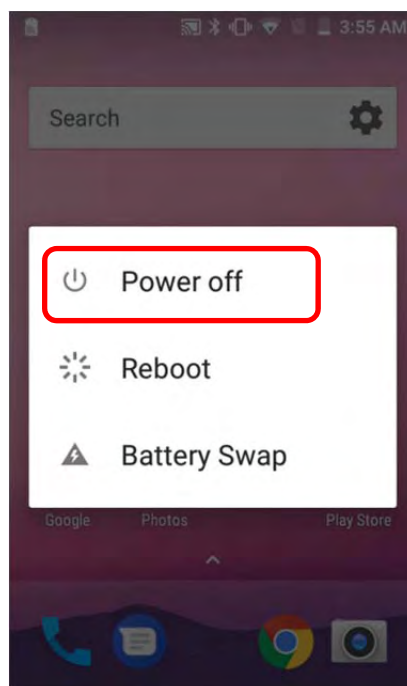 3:55 AM
Search
Power off
Reboot
Battery Swap
Google Photos Play Store